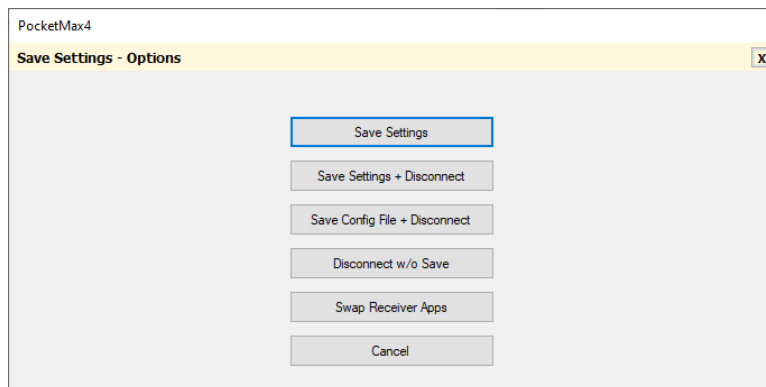 PocketMax4
Save Settings - Options
X
Save Settings
Save Settings + Disconnect
Save Config File + Disconnect
Disconnect w/o Save
Swap Receiver Apps
Cancel